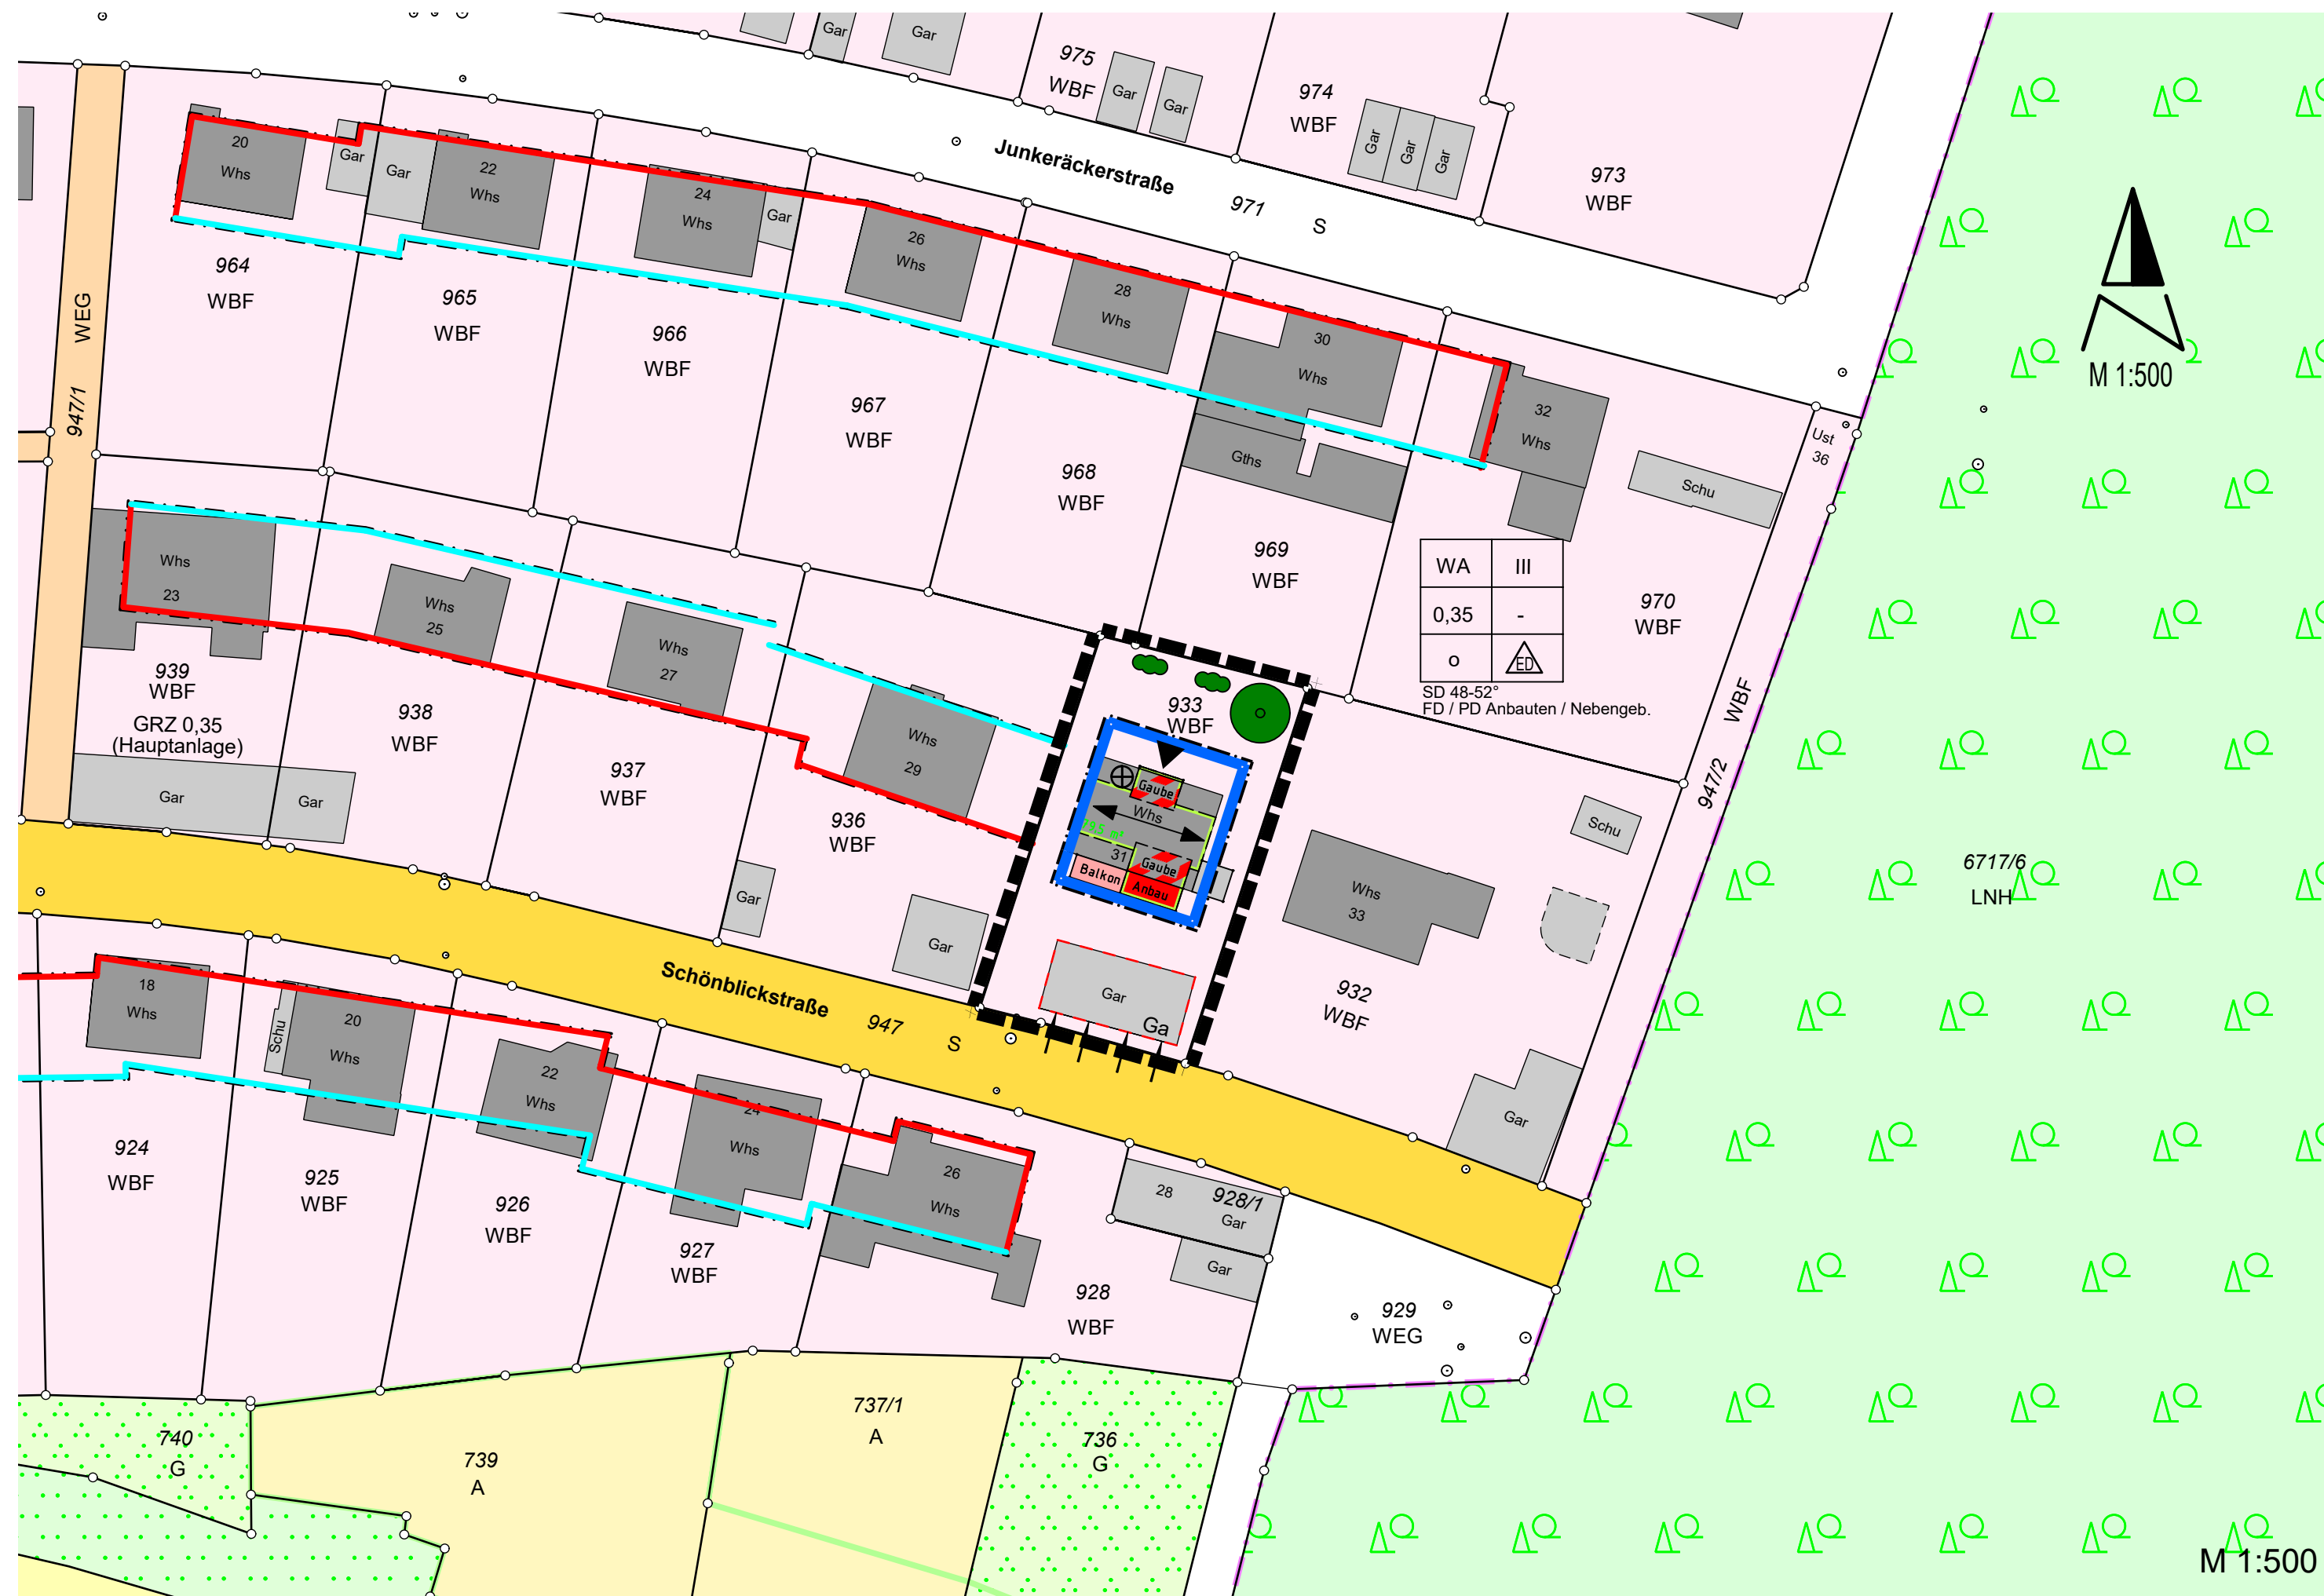 Gar
Gar
975
WBF
Gar
Gar
974
WBF
Gar
Gar
Gar
973
WBF
Junkeräckerstraße
971
S
20
Whs
Gar
Gar
22
Whs
24
Whs
Gar
26
Whs
28
Whs
30
Whs
32
Whs
Gths
Schu
Ust
36
M 1:500
WEG
947/1
964
WBF
965
WBF
966
WBF
967
WBF
968
WBF
969
WBF
970
WBF
WA
III
0,35
-
o
ED
SD 48-52°
FD / PD Anbauten / Nebengeb.
Whs
23
Whs
25
Whs
27
Whs
29
939
WBF
GRZ 0,35
(Hauptanlage)
938
WBF
937
WBF
936
WBF
933
WBF
Gaube
Whs
31
Gaube
Balkon
Anbau
Gar
Gar
Gar
Gar
Gar
Ga
Whs
33
Schu
932
WBF
Gar
947/2
WBF
6717/6
LNH
Schönblickstraße
947
S
18
Whs
Schu
20
Whs
22
Whs
24
Whs
26
Whs
28
928/1
Gar
Gar
924
WBF
925
WBF
926
WBF
927
WBF
928
WBF
929
WEG
740
G
739
A
737/1
A
736
G
M 1:500